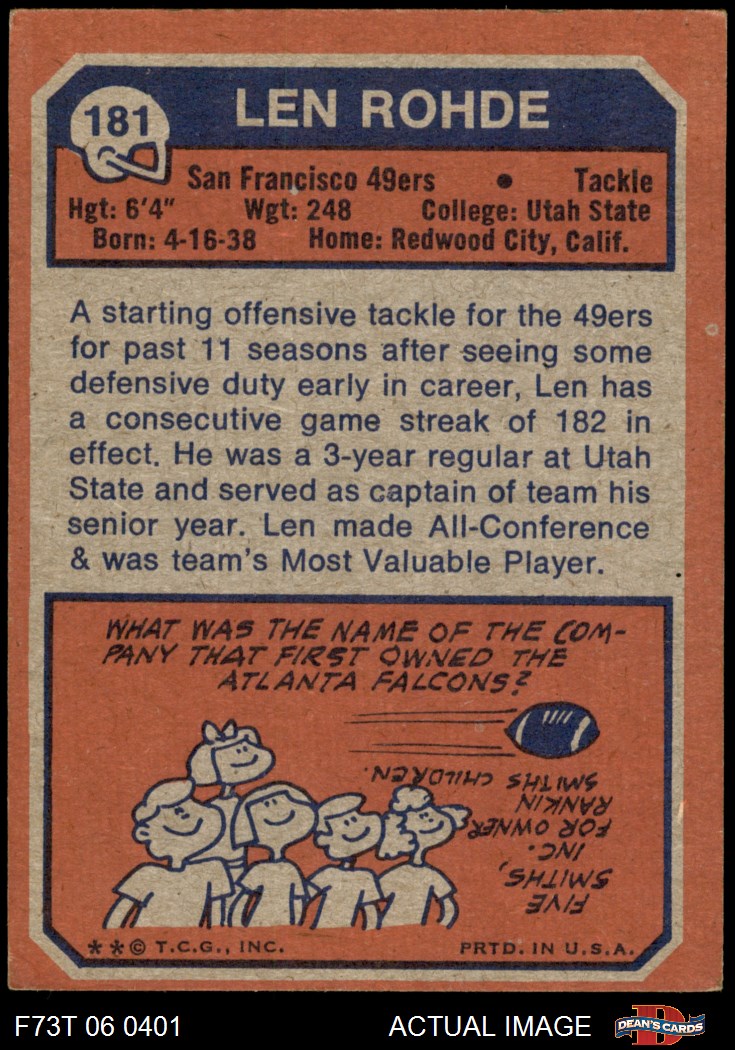 181
LEN ROHDE
San Francisco 49ers • Tackle
Hgt: 6'4" Wgt: 248 College: Utah State
Born: 4-16-38 Home: Redwood City, Calif.
A starting offensive tackle for the 49ers
for past 11 seasons after seeing some
defensive duty early in career, Len has
a consecutive game streak of 182 in
effect. He was a 3-year regular at Utah
State and served as captain of team his
senior year. Len made All-Conference
& was team's Most Valuable Player.
WHAT WAS THE NAME OF THE COM-
PANY THAT FIRST OWNED THE
ATLANTA FALCONS?
FIVE
SMITHS,
INC.
FOR OWNER
RANKIN
SMITHS CHILDREN.
**© T.C.G., INC. PRTD. IN U.S.A.
F73T 06 0401 ACTUAL IMAGE
D
DEAN'S CARDS